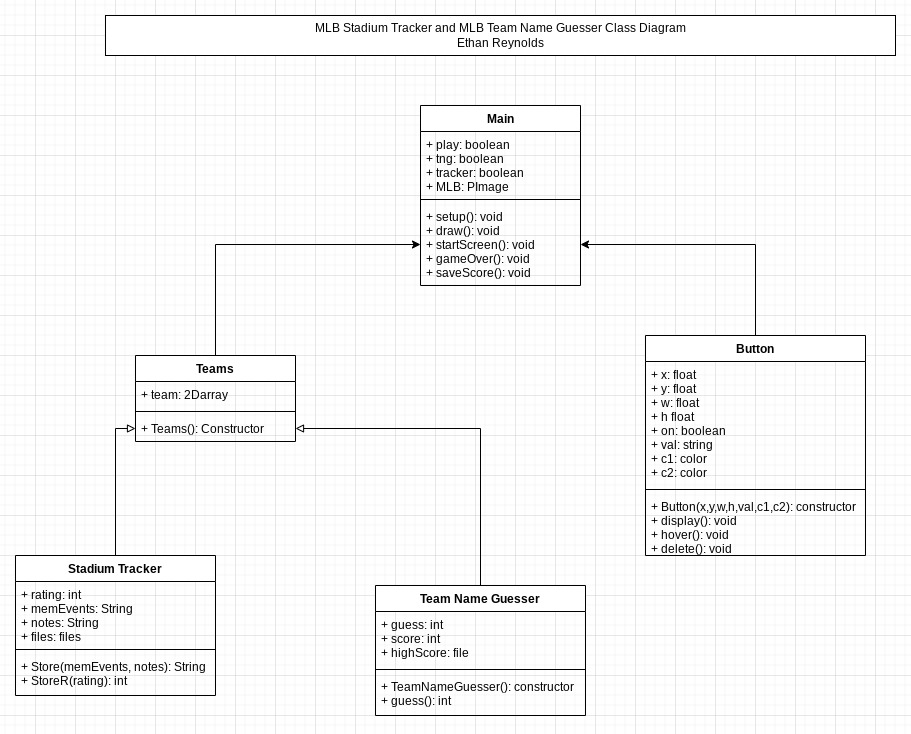 MLB Stadium Tracker and MLB Team Name Guesser Class Diagram
Ethan Reynolds
Main
+ play: boolean
+ tng: boolean
+ tracker: boolean
+ MLB: PImage
+ setup(): void
+ draw(): void
+ startScreen(): void
+ gameOver(): void
+ saveScore(): void
Teams
+ team: 2Darray
+ Teams(): Constructor
Button
+ x: float
+ y: float
+ w: float
+ h float
+ on: boolean
+ val: string
+ c1: color
+ c2: color
+ Button(x,y,w,h,val,c1,c2): constructor
+ display(): void
+ hover(): void
+ delete(): void
Stadium Tracker
+ rating: int
+ memEvents: String
+ notes: String
+ files: files
+ Store(memEvents, notes): String
+ StoreR(rating): int
Team Name Guesser
+ guess: int
+ score: int
+ highScore: file
+ TeamNameGuesser(): constructor
+ guess(): int